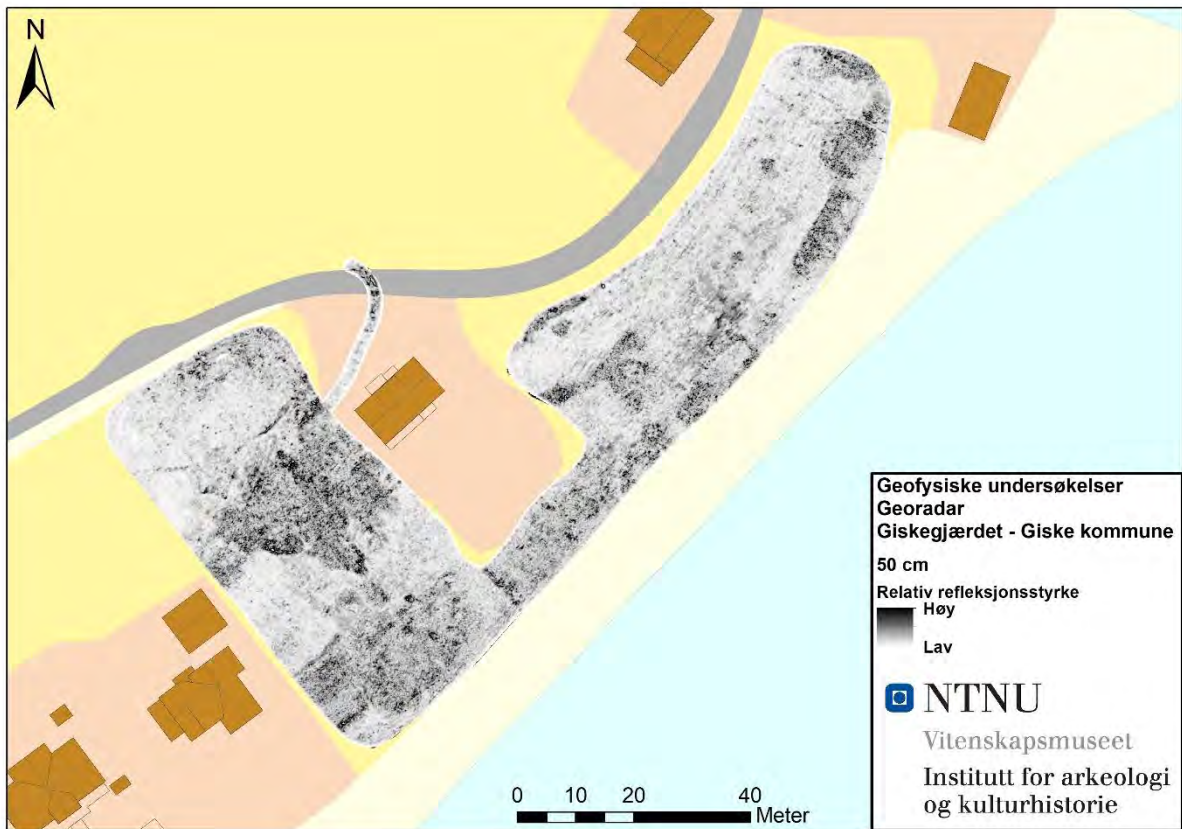 N
Geofysiske undersøkelser
Georadar
Giskegjærdet - Giske kommune
50 cm
Relativ refleksjonsstyrke
Høy
Lav
NTNU
Vitenskapsmuseet
Institutt for arkeologi
og kulturhistorie
0 10 20 40
Meter